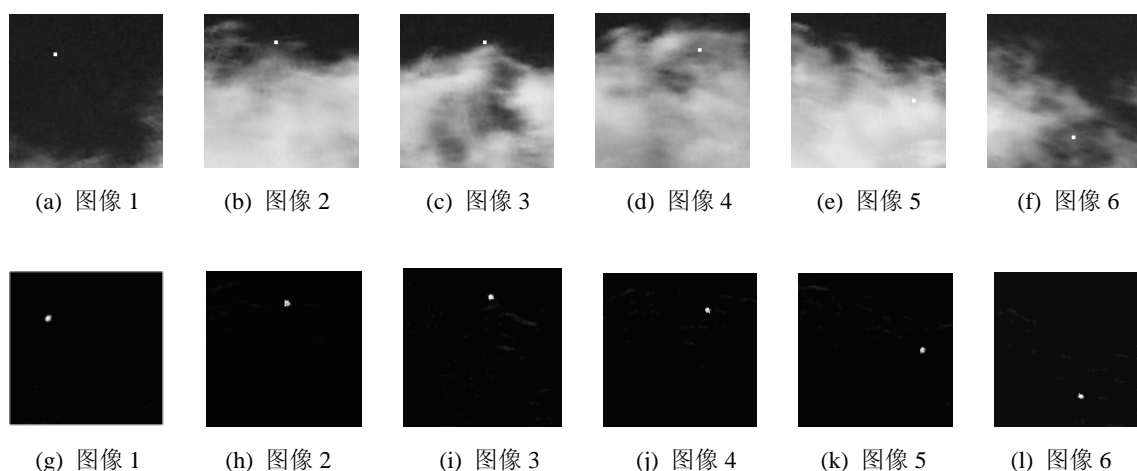 (a) 图像 1 (b) 图像 2 (c) 图像 3 (d) 图像 4 (e) 图像 5 (f) 图像 6
(g) 图像 1 (h) 图像 2 (i) 图像 3 (j) 图像 4 (k) 图像 5 (l) 图像 6